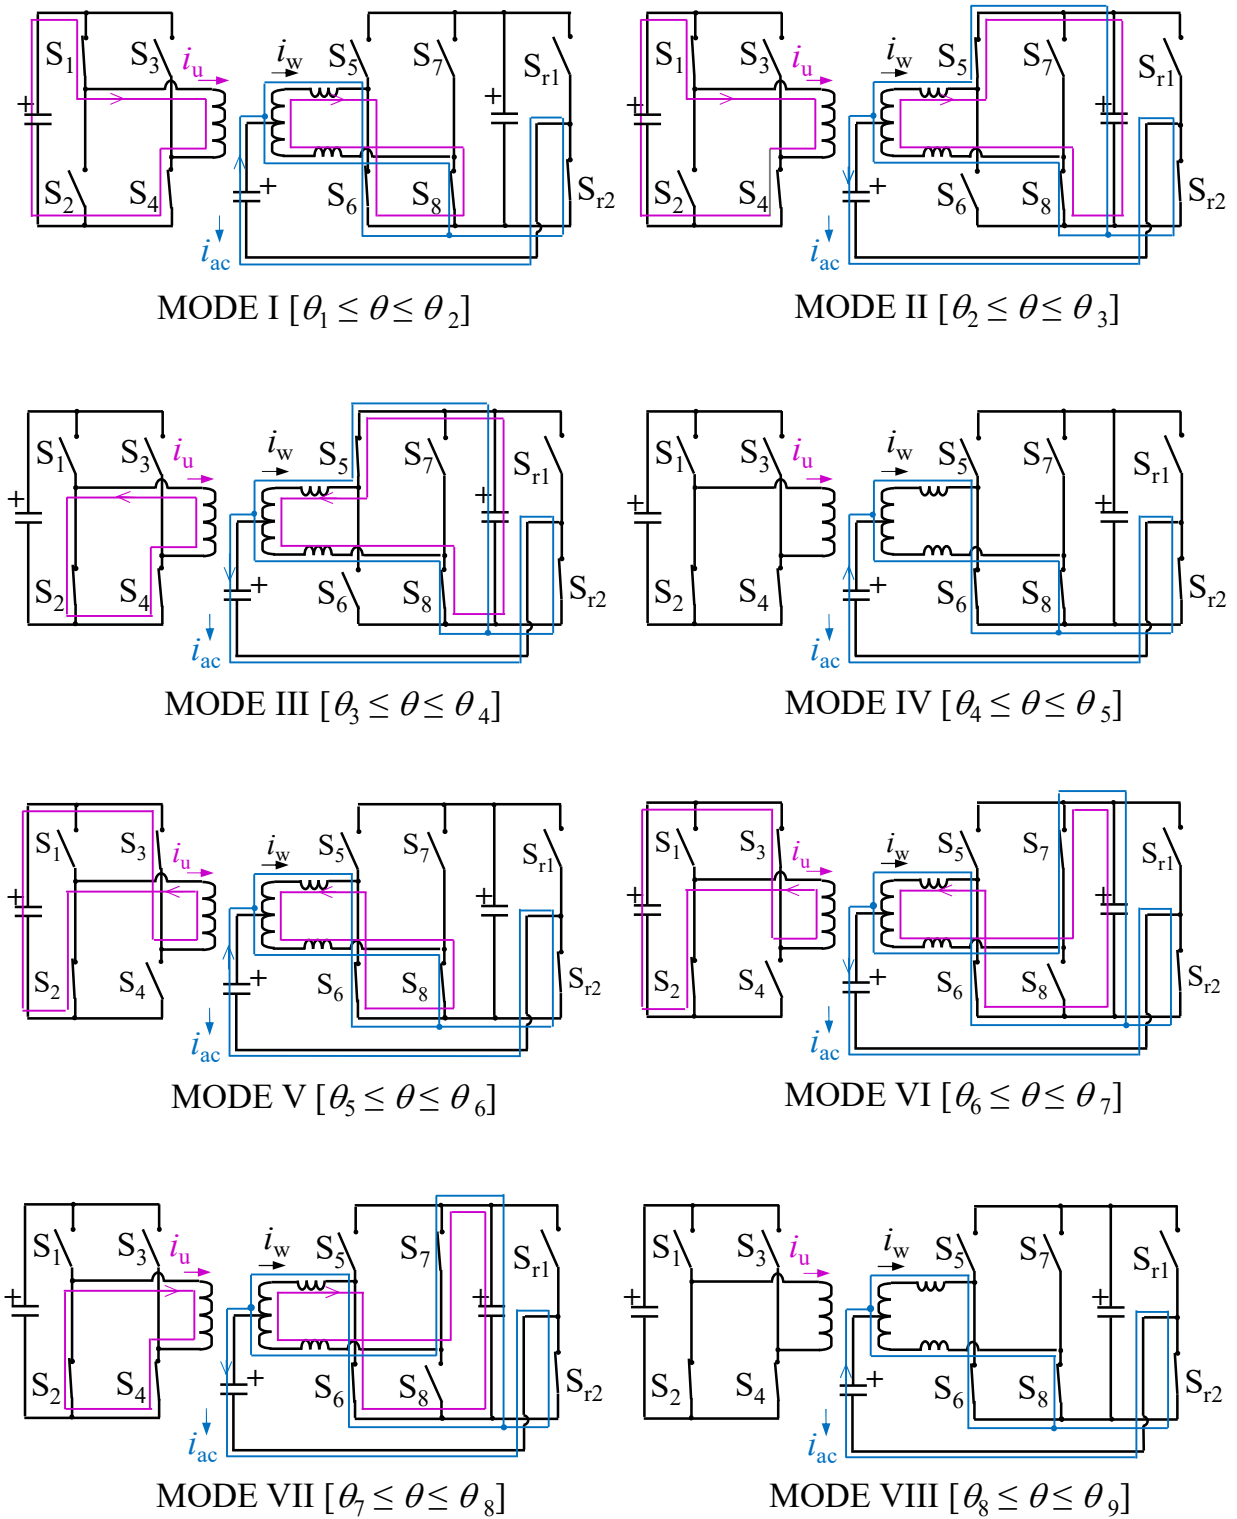 S1 S3 iu iw S5 S7 Sr1 S1 S3 iu iw S5 S7 Sr1
+ + + +
S2 S4 + S6 S8 Sr2 S2 S4 + S6 S8 Sr2
iac iac
MODE I [θ1 ≤ θ ≤ θ2] MODE II [θ2 ≤ θ ≤ θ3]
S1 S3 iu iw S5 S7 Sr1 S1 S3 iu iw S5 S7 Sr1
+ + + +
S2 S4 + S6 S8 Sr2 S2 S4 + S6 S8 Sr2
iac iac
MODE III [θ3 ≤ θ ≤ θ4] MODE IV [θ4 ≤ θ ≤ θ5]
S1 S3 iu iw S5 S7 Sr1 S1 S3 iu iw S5 S7 Sr1
+ + + +
S2 S4 + S6 S8 Sr2 S2 S4 + S6 S8 Sr2
iac iac
MODE V [θ5 ≤ θ ≤ θ6] MODE VI [θ6 ≤ θ ≤ θ7]
S1 S3 iu iw S5 S7 Sr1 S1 S3 iu iw S5 S7 Sr1
+ + + +
S2 S4 + S6 S8 Sr2 S2 S4 + S6 S8 Sr2
iac iac
MODE VII [θ7 ≤ θ ≤ θ8] MODE VIII [θ8 ≤ θ ≤ θ9]